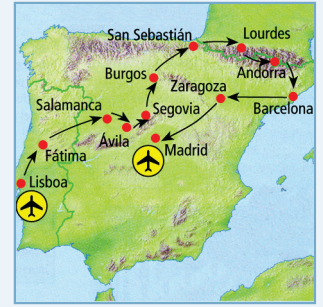 San Sebastián
Lourdes
Burgos
Andorra
Zaragoza
Salamanca
Segovia
Barcelona
Ávila
Madrid
Fátima
Lisboa